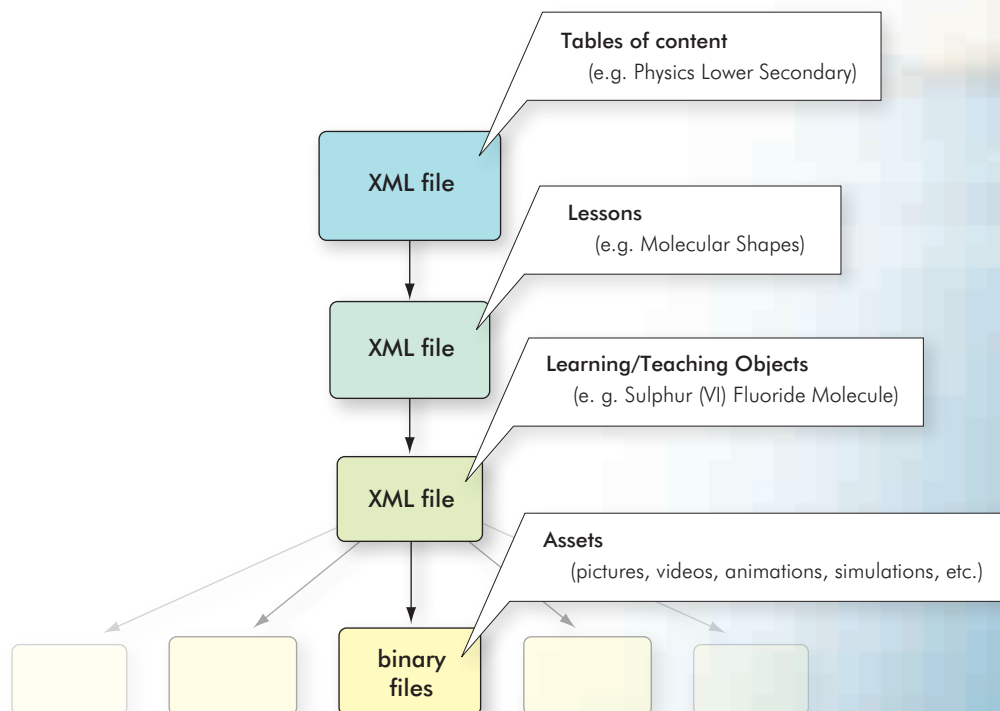 Tables of content
(e.g. Physics Lower Secondary)
XML file
Lessons
(e.g. Molecular Shapes)
XML file
Learning/Teaching Objects
(e. g. Sulphur (VI) Fluoride Molecule)
XML file
Assets
(pictures, videos, animations, simulations, etc.)
binary
files